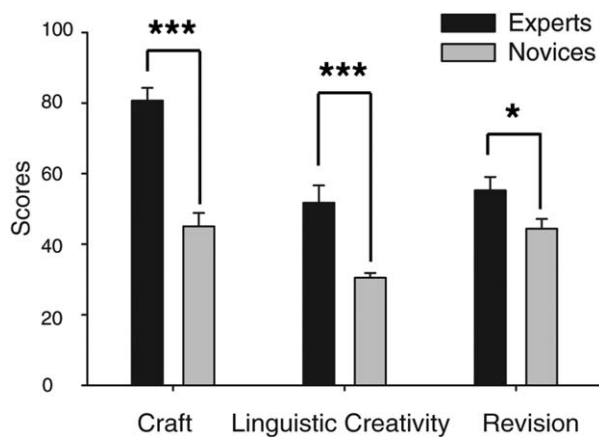 Experts
Novices
***
***
*
100
80
60
40
20
0
Scores
Craft Linguistic Creativity Revision